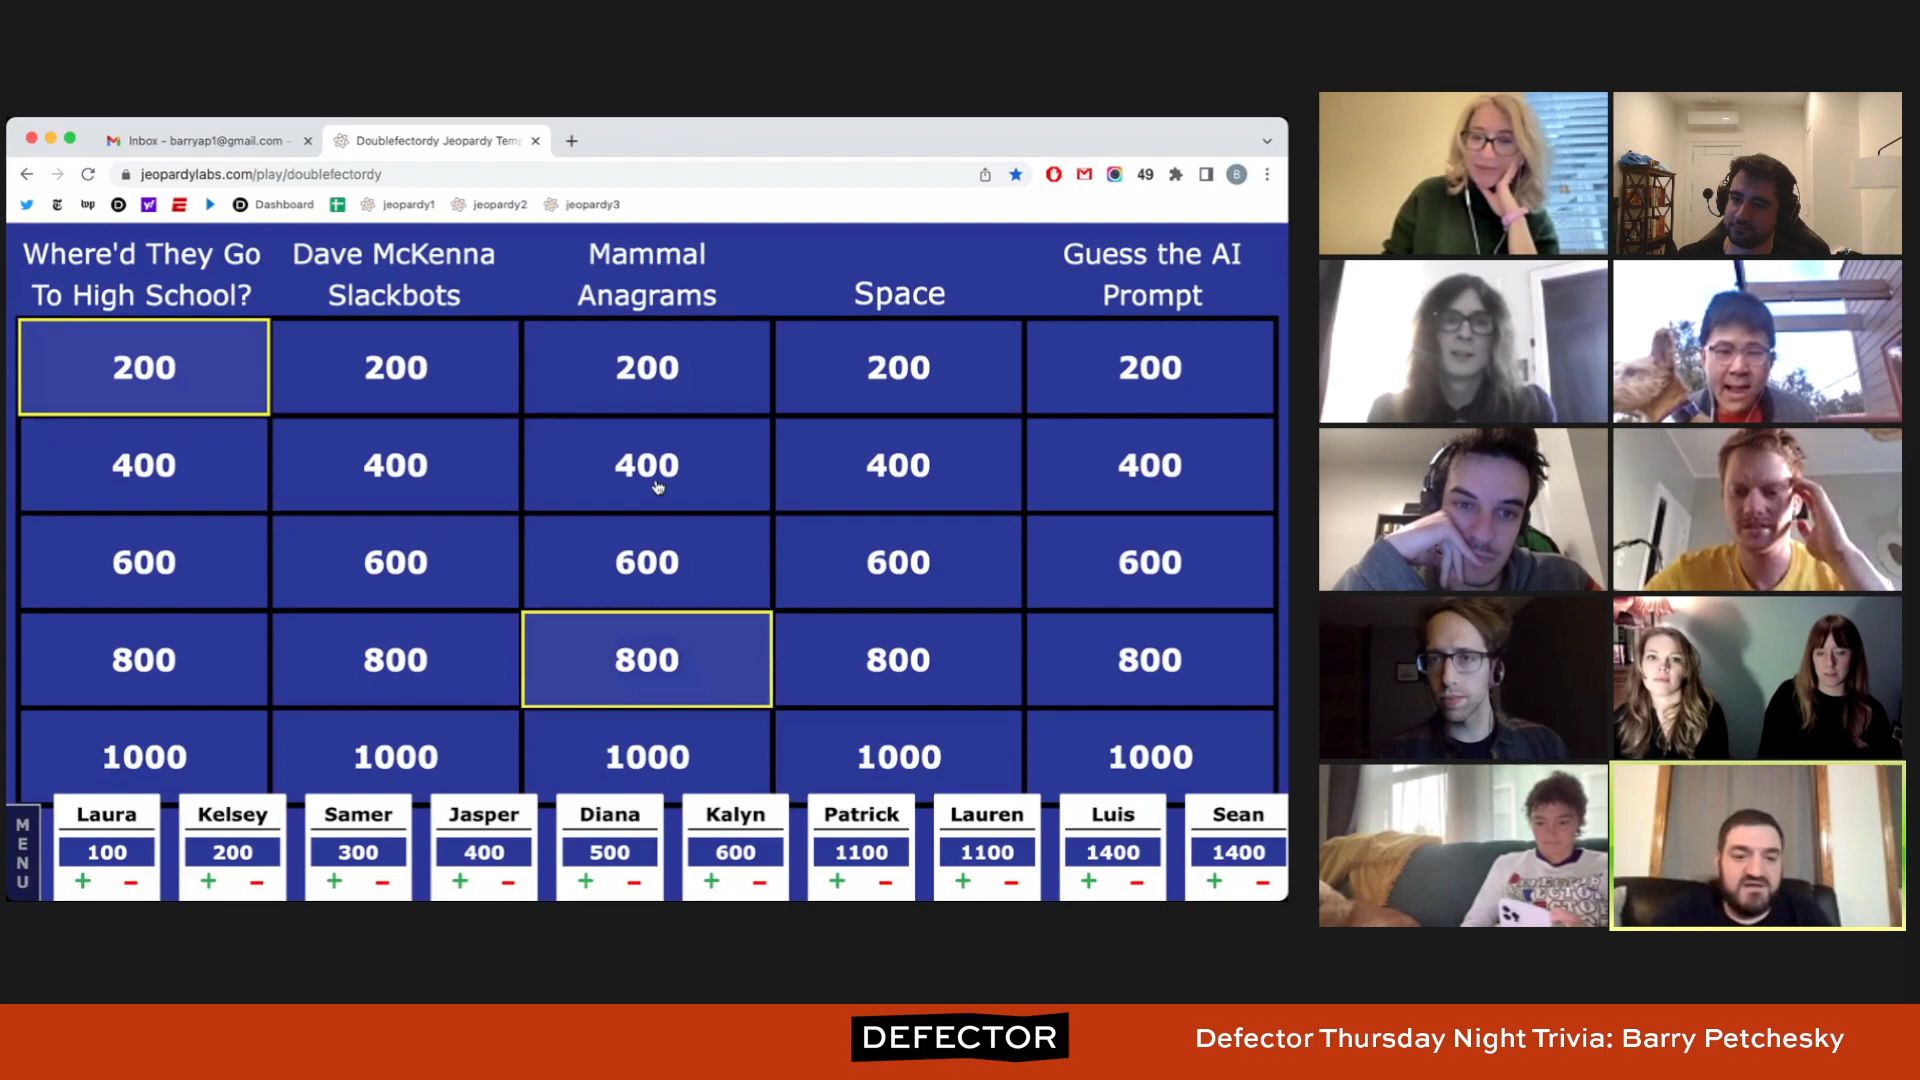 Inbox - barryap1@gmail.com -
Doublefectordy Jeopardy Temp
jeopardylabs.com/play/doublefectordy
49
B
Dashboard
jeopardy1
jeopardy2
jeopardy3
Where'd They Go To High School?
Dave McKenna Slackbots
Mammal Anagrams
Space
Guess the AI Prompt
200 200 200 200 200
400 400 400 400 400
600 600 600 600 600
800 800 800 800 800
1000 1000 1000 1000 1000
MENU
Laura Kelsey Samer Jasper Diana Kalyn Patrick Lauren Luis Sean
100 200 300 400 500 600 1100 1100 1400 1400
+ − + − + − + − + − + − + − + − + − + −
DEFECTOR
Defector Thursday Night Trivia: Barry Petchesky